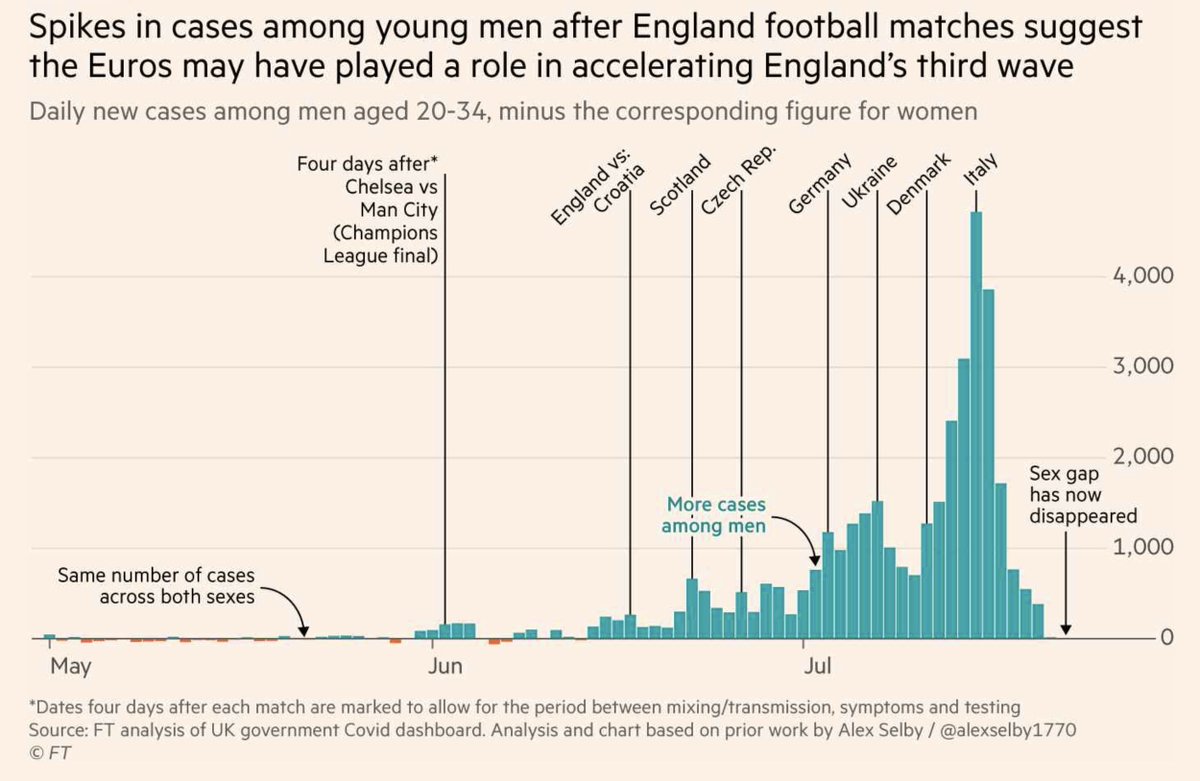 Spikes in cases among young men after England football matches suggest
the Euros may have played a role in accelerating England's third wave
Daily new cases among men aged 20-34, minus the corresponding figure for women
Four days after*
Chelsea vs
Man City
(Champions
League final)
England vs:
Croatia
Scotland
Czech Rep.
Germany
Ukraine
Denmark
Italy
4,000
3,000
2,000
1,000
0
More cases
among men
Sex gap
has now
disappeared
Same number of cases
across both sexes
May
Jun
Jul
*Dates four days after each match are marked to allow for the period between mixing/transmission, symptoms and testing
Source: FT analysis of UK government Covid dashboard. Analysis and chart based on prior work by Alex Selby / @alexselby1770
© FT